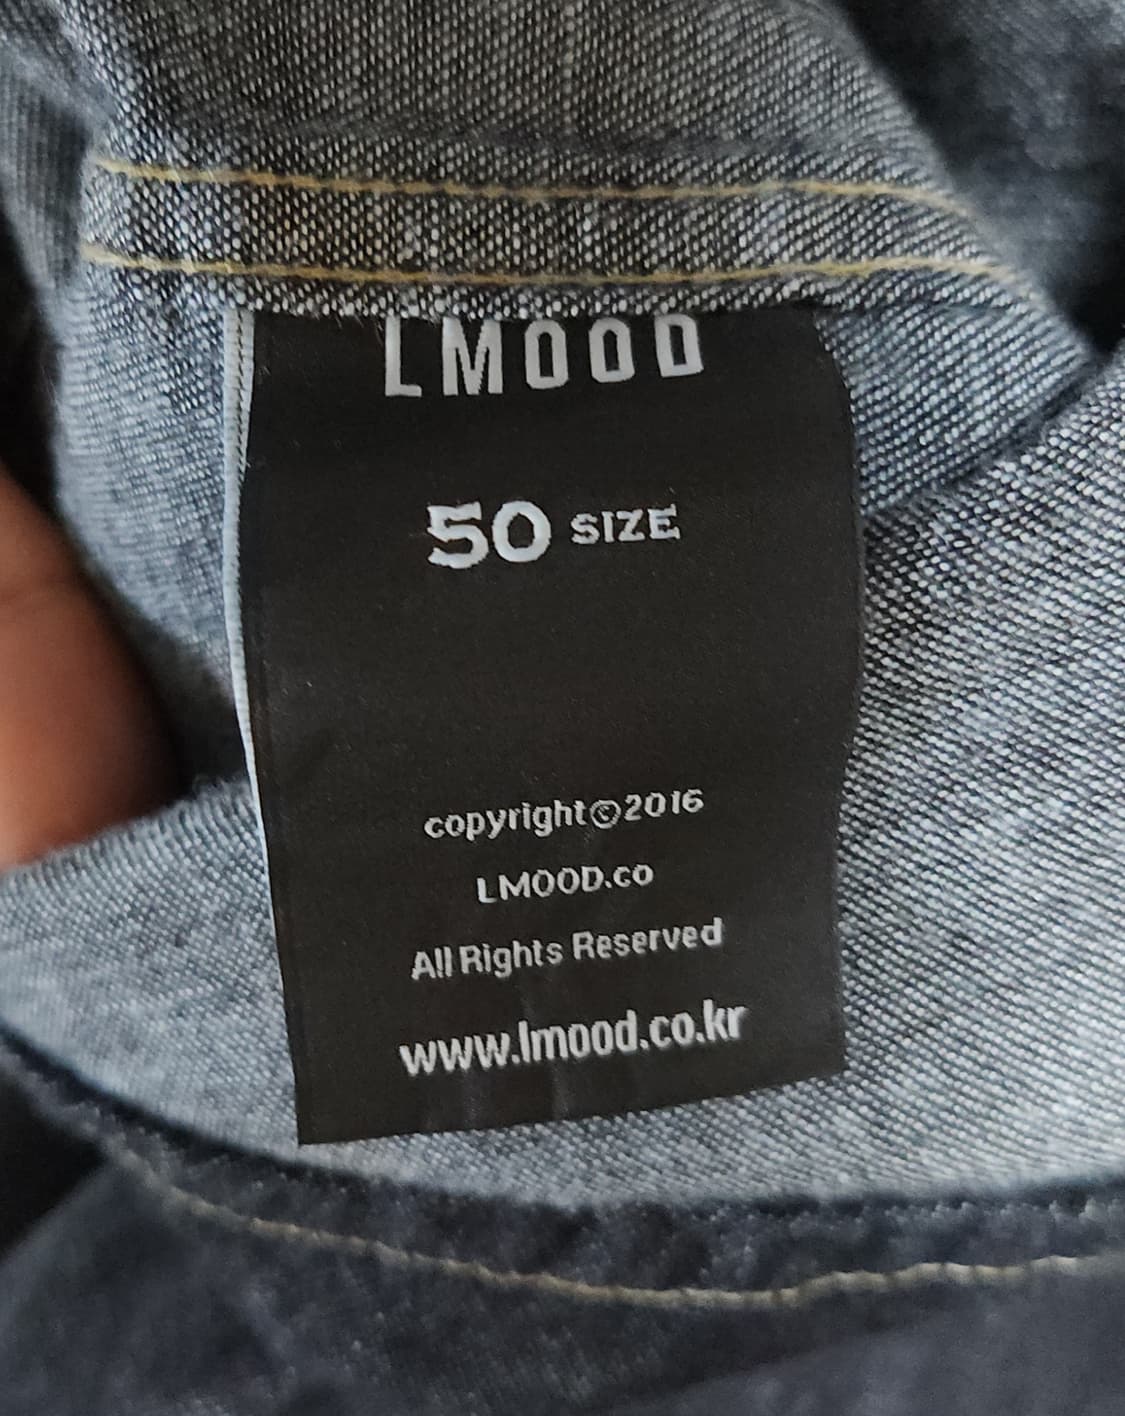 LMOOD
50 SIZE
copyright©2016
LMOOD.co
All Rights Reserved
www.lmood.co.kr